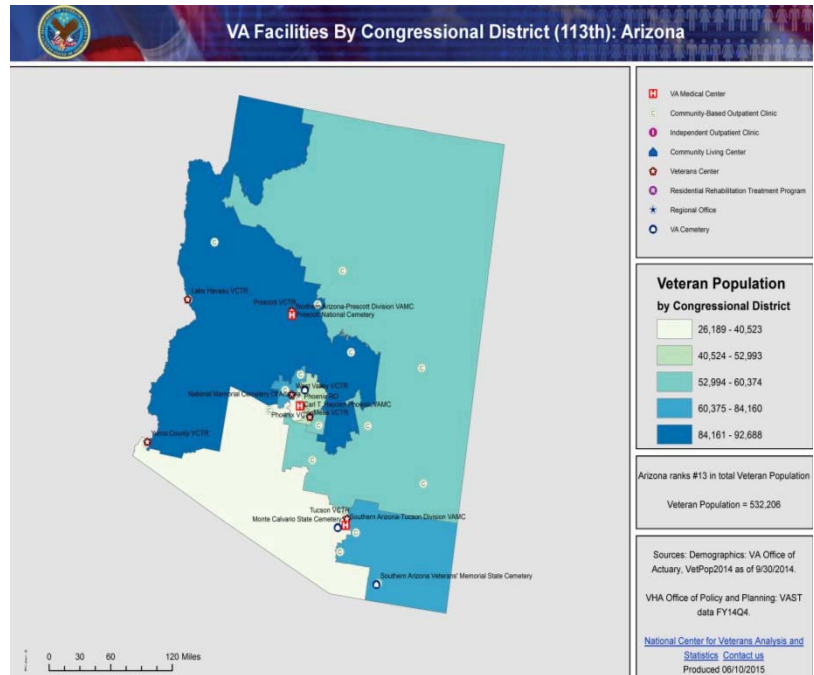 VA Facilities By Congressional District (113th): Arizona
H VA Medical Center
C Community-Based Outpatient Clinic
I Independent Outpatient Clinic
Community Living Center
Veterans Center
R Residential Rehabilitation Treatment Program
Regional Office
VA Cemetery
Veteran Population
by Congressional District
26,189 - 40,523
40,524 - 52,993
52,994 - 60,374
60,375 - 84,160
84,161 - 92,688
Arizona ranks #13 in total Veteran Population
Veteran Population = 532,206
Sources: Demographics: VA Office of
Actuary, VetPop2014 as of 9/30/2014.
VHA Office of Policy and Planning: VAST
data FY14Q4.
National Center for Veterans Analysis and
Statistics Contact us
Produced 06/10/2015
Lake Havasu VCTR
Prescott VCTR
Northern Arizona-Prescott Division VAMC
Prescott National Cemetery
West Valley VCTR
National Memorial Cemetery Of Arizona
Phoenix RO
Carl T. Hayden Phoenix VAMC
Mesa VCTR
Phoenix VCTR
Yuma County VCTR
Tucson VCTR
Southern Arizona-Tucson Division VAMC
Monte Calvario State Cemetery
Southern Arizona Veterans' Memorial State Cemetery
0 30 60 120 Miles